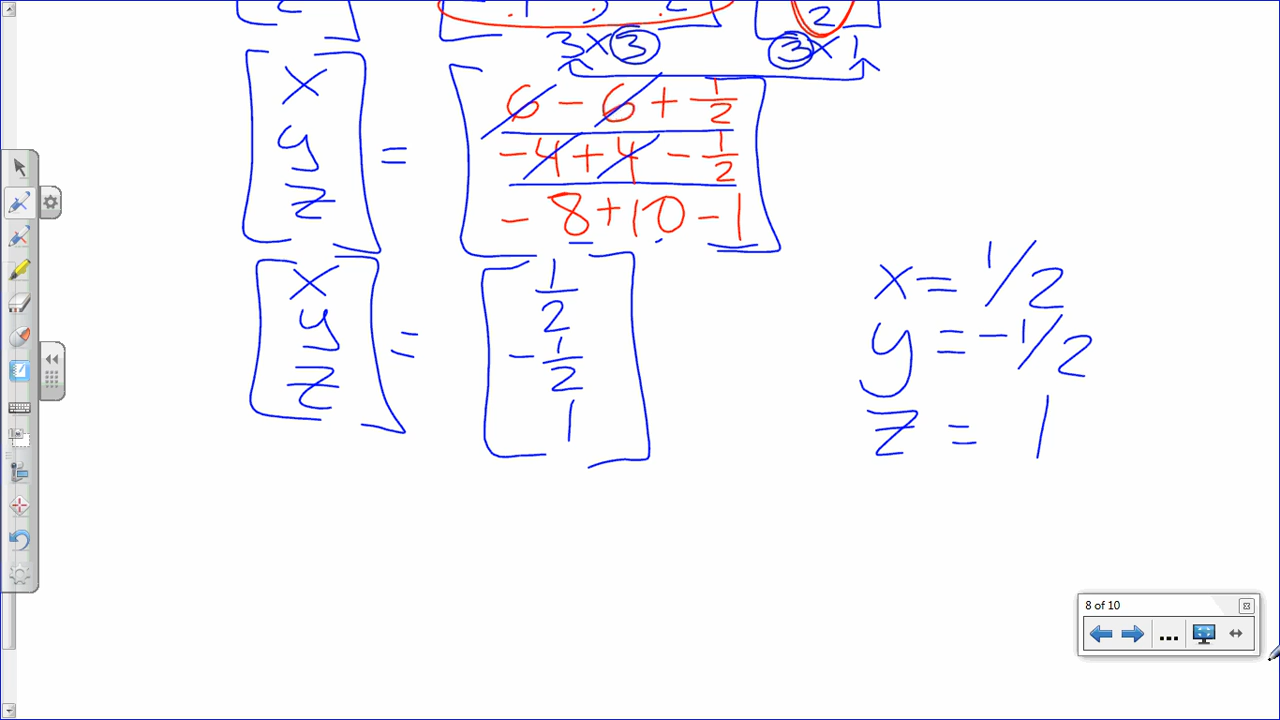 2
3×3 3×1
x 6 - 6 + 1/2
y = -4 + 4 - 1/2
z - 8 + 10 - 1
x 1/2
y = - 1/2
z 1
x = 1/2
y = -1/2
z = 1
8 of 10
...